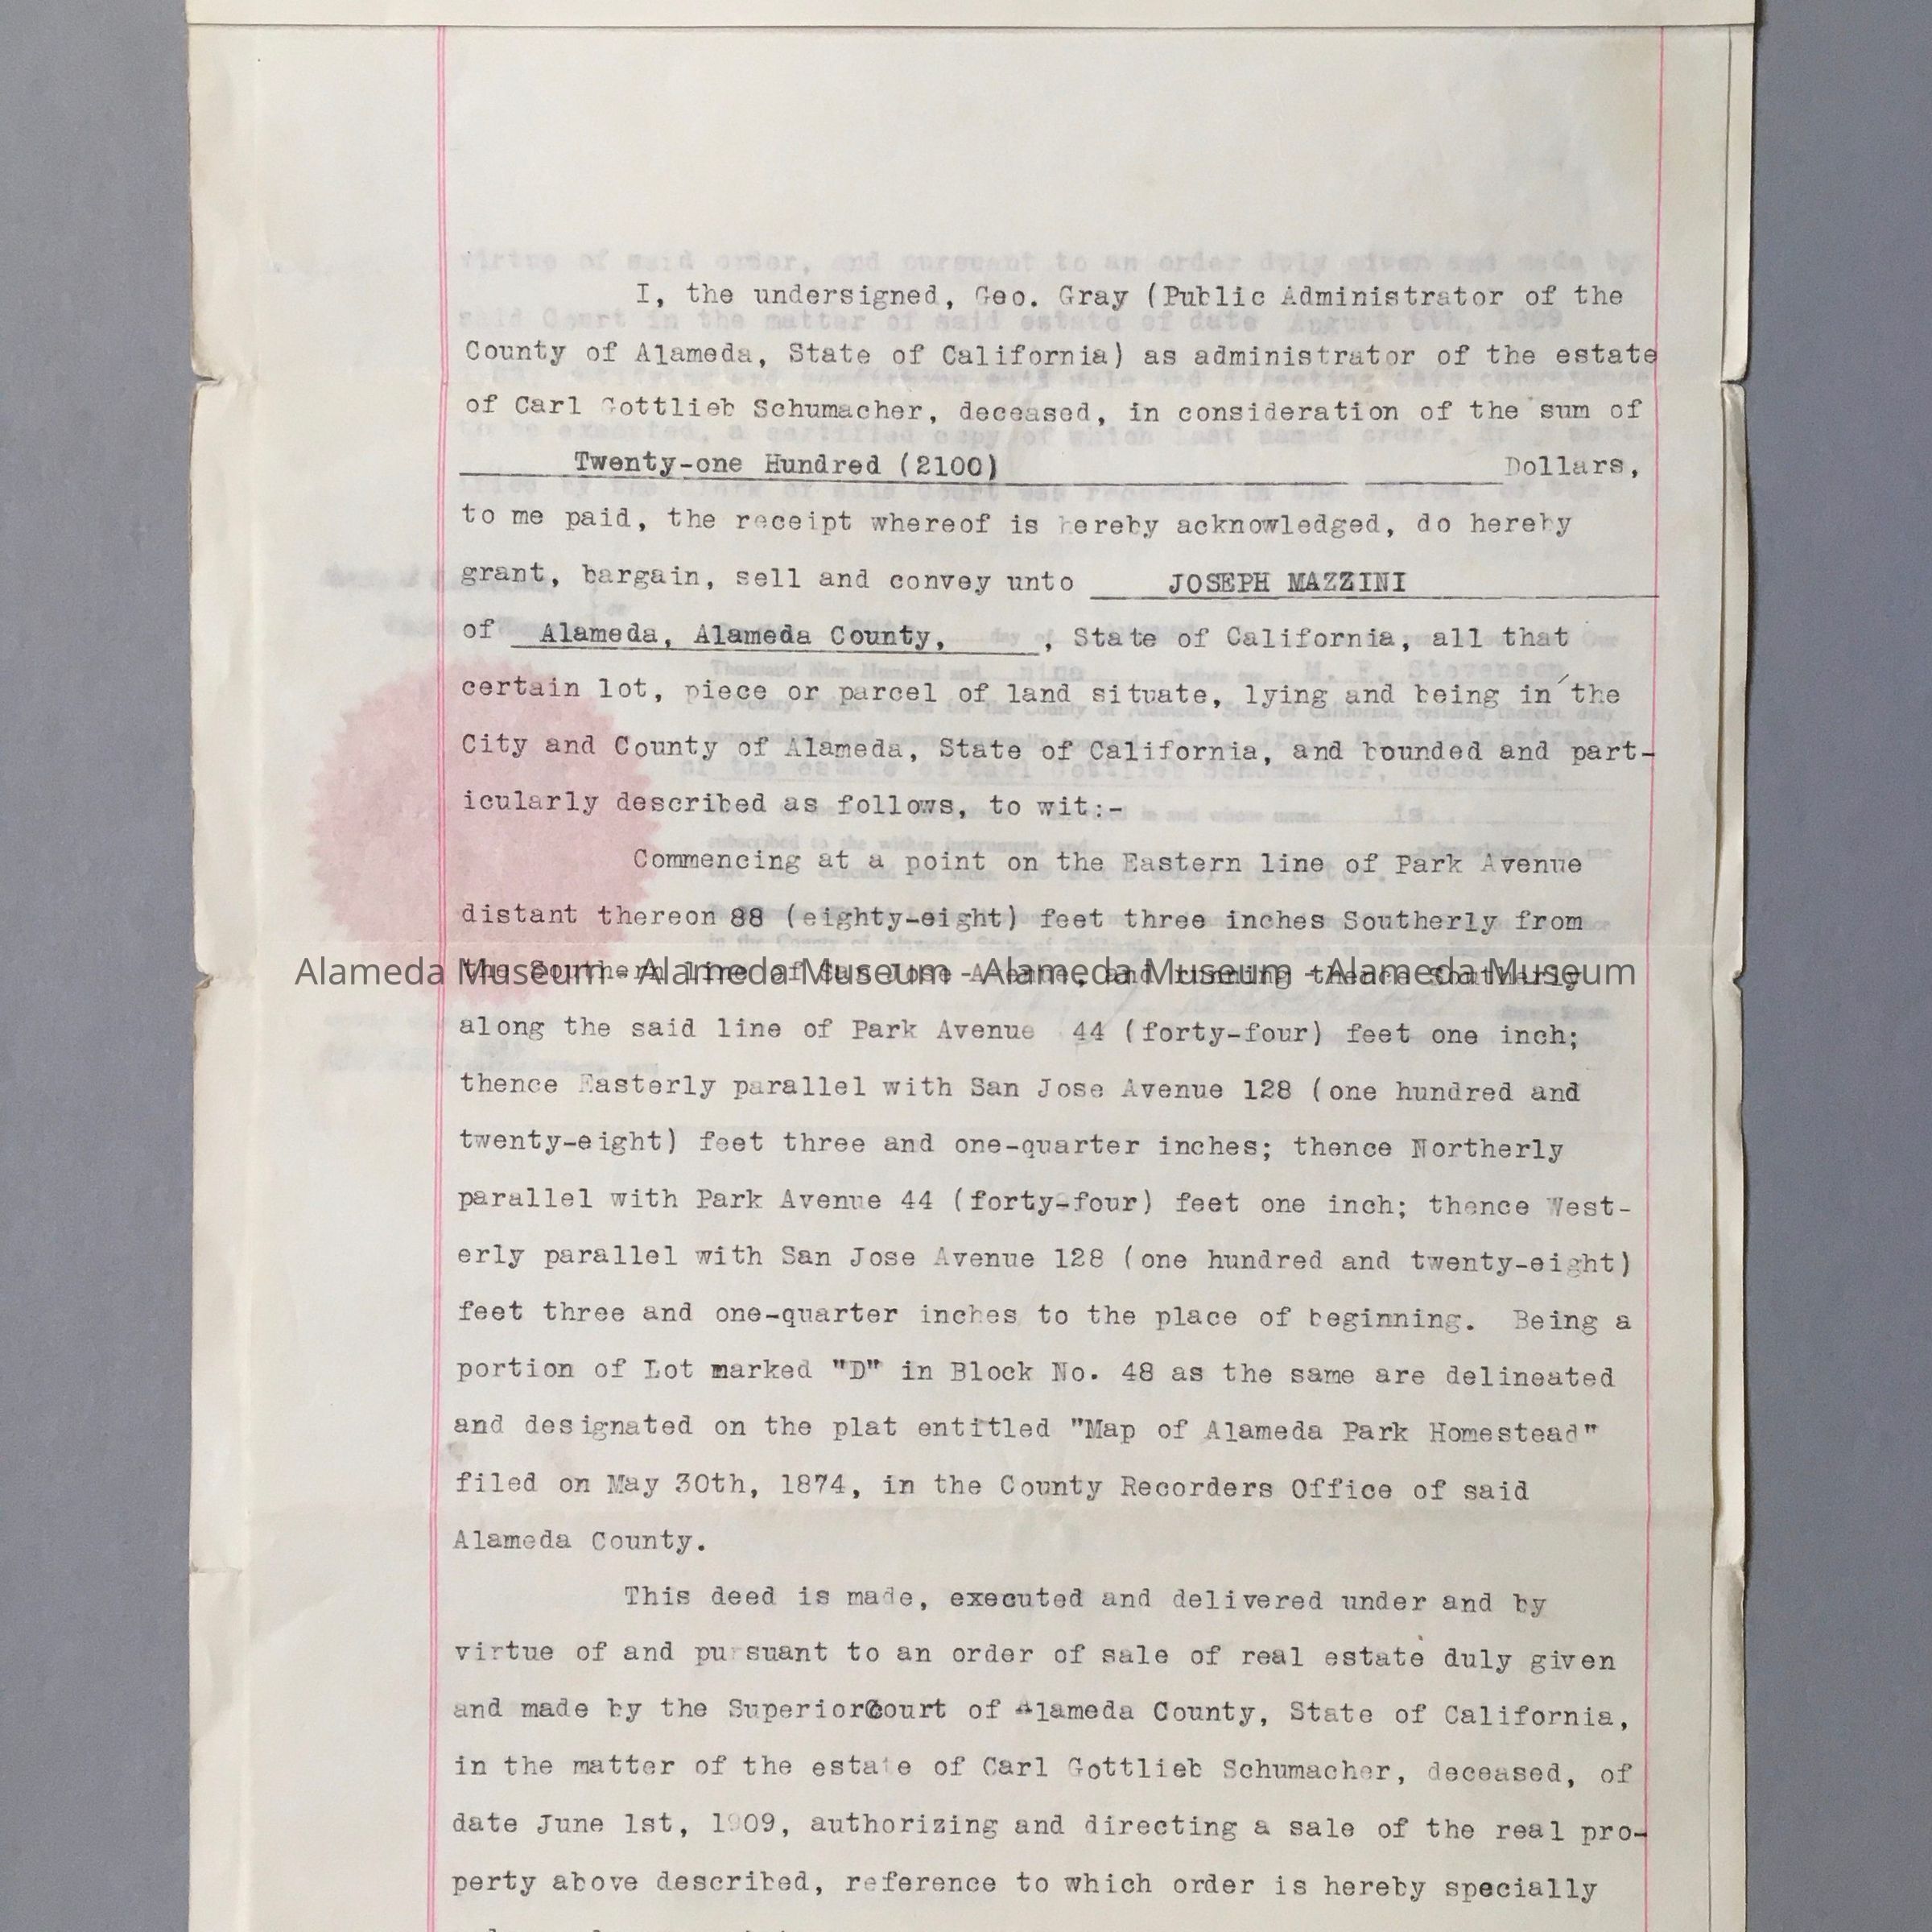 I, the undersigned, Geo. Gray (Public Administrator of the
County of Alameda, State of California) as administrator of the estate
of Carl Gottlieb Schumacher, deceased, in consideration of the sum of
Twenty-one Hundred (2100) Dollars,
to me paid, the receipt whereof is hereby acknowledged, do hereby
grant, bargain, sell and convey unto JOSEPH MAZZINI
of Alameda, Alameda County, , State of California, all that
certain lot, piece or parcel of land situate, lying and being in the
City and County of Alameda, State of California, and bounded and part-
icularly described as follows, to wit:-
Commencing at a point on the Eastern line of Park Avenue
distant thereon 88 (eighty-eight) feet three inches Southerly from
the Southern line of San Jose Avenue, and running thence Southerly
Alameda Museum - Alameda Museum - Alameda Museum - Alameda Museum
along the said line of Park Avenue 44 (forty-four) feet one inch;
thence Easterly parallel with San Jose Avenue 128 (one hundred and
twenty-eight) feet three and one-quarter inches; thence Northerly
parallel with Park Avenue 44 (forty-four) feet one inch; thence West-
erly parallel with San Jose Avenue 128 (one hundred and twenty-eight)
feet three and one-quarter inches to the place of beginning. Being a
portion of Lot marked "D" in Block No. 48 as the same are delineated
and designated on the plat entitled "Map of Alameda Park Homestead"
filed on May 30th, 1874, in the County Recorders Office of said
Alameda County.
This deed is made, executed and delivered under and by
virtue of and pursuant to an order of sale of real estate duly given
and made by the Superior Court of Alameda County, State of California,
in the matter of the estate of Carl Gottlieb Schumacher, deceased, of
date June 1st, 1909, authorizing and directing a sale of the real pro-
perty above described, reference to which order is hereby specially